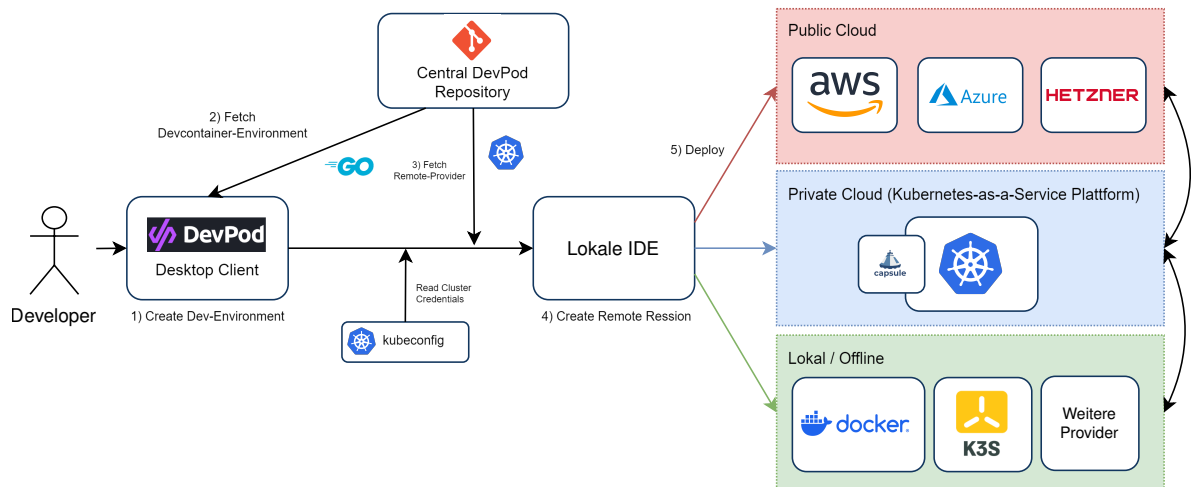 Central DevPod
Repository
2) Fetch
Devcontainer-Environment
GO
3) Fetch
Remote-Provider
Developer
DevPod
Desktop Client
1) Create Dev-Environment
Read Cluster
Credentials
kubeconfig
Lokale IDE
4) Create Remote Ression
5) Deploy
Public Cloud
aws
Azure
HETZNER
Private Cloud (Kubernetes-as-a-Service Plattform)
capsule
Lokal / Offline
docker
K3S
Weitere
Provider